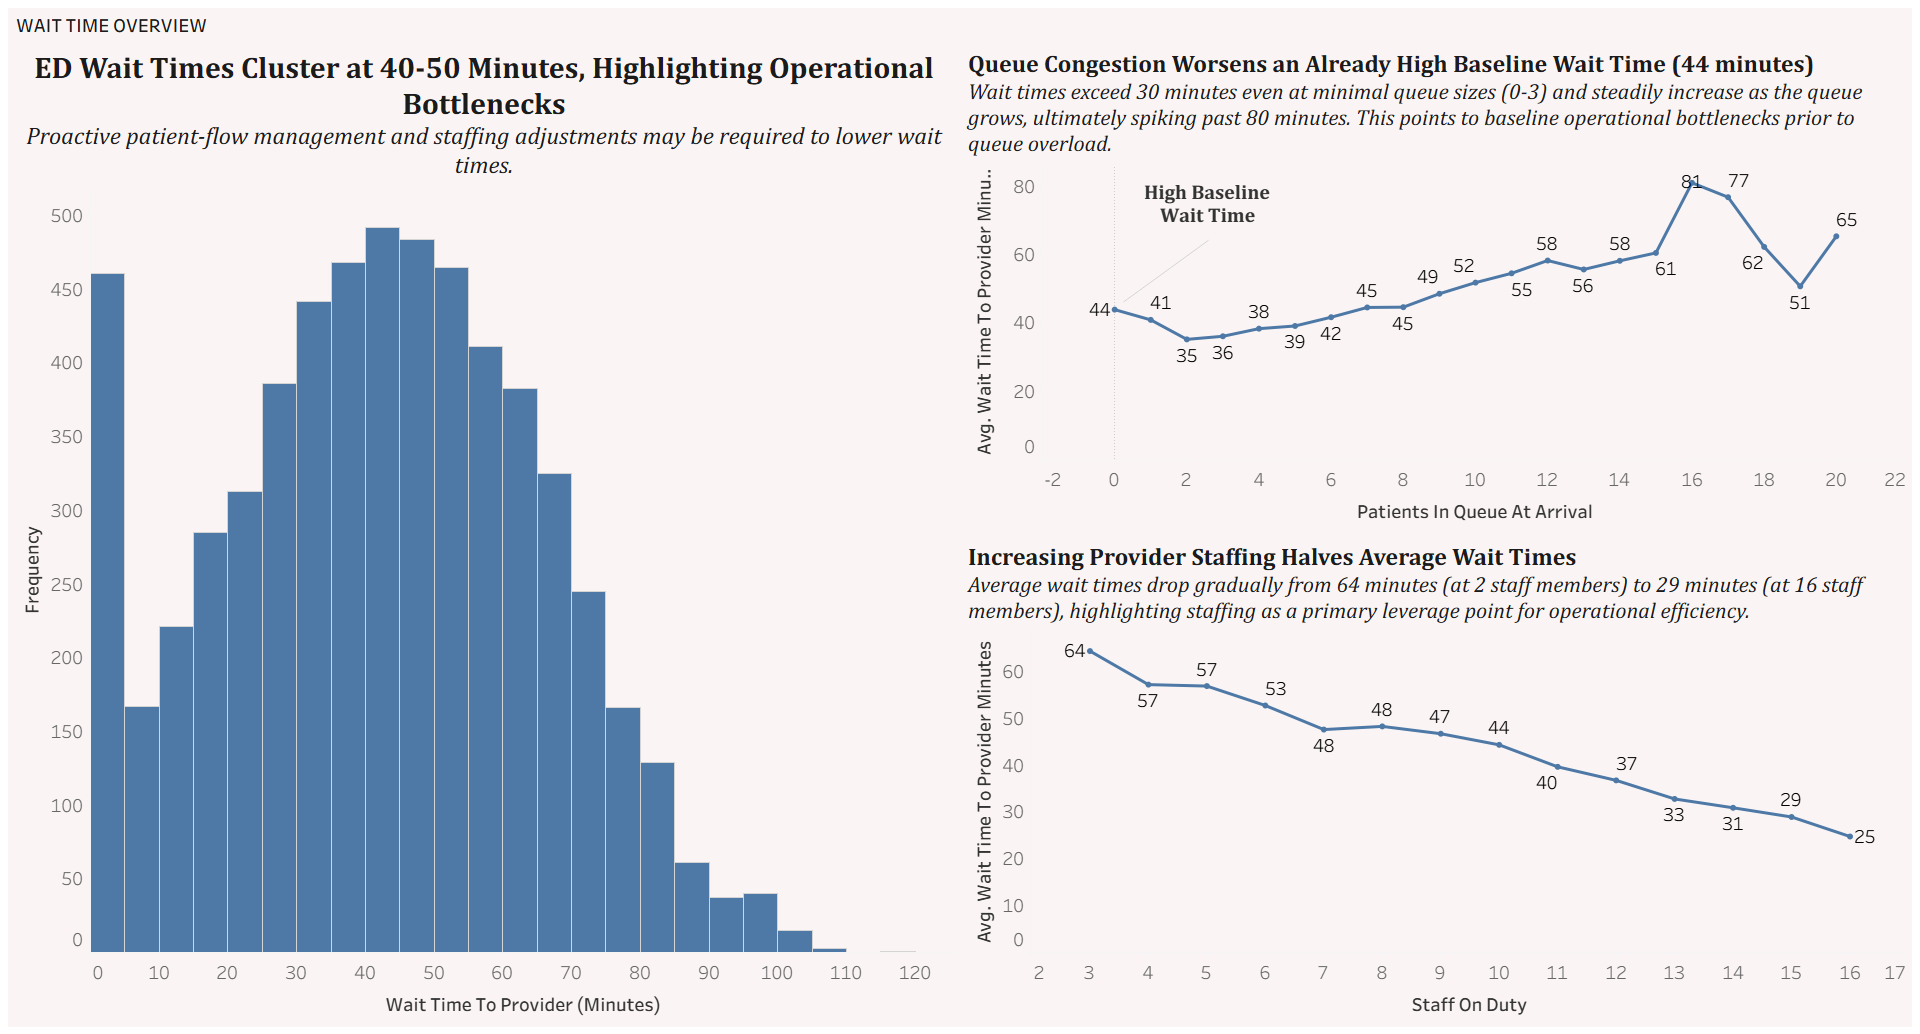 WAIT TIME OVERVIEW
ED Wait Times Cluster at 40-50 Minutes, Highlighting Operational
Bottlenecks
Proactive patient-flow management and staffing adjustments may be required to lower wait
times.
500
450
400
350
300
250
200
150
100
50
0
Frequency
0 10 20 30 40 50 60 70 80 90 100 110 120
Wait Time To Provider (Minutes)
Queue Congestion Worsens an Already High Baseline Wait Time (44 minutes)
Wait times exceed 30 minutes even at minimal queue sizes (0-3) and steadily increase as the queue
grows, ultimately spiking past 80 minutes. This points to baseline operational bottlenecks prior to
queue overload.
Avg. Wait Time To Provider Minu..
80
60
40
20
0
High Baseline
Wait Time
44 41 35 36 38 39 42 45 45 49 52 55 58 56 58 61 81 77 62 51 65
-2 0 2 4 6 8 10 12 14 16 18 20 22
Patients In Queue At Arrival
Increasing Provider Staffing Halves Average Wait Times
Average wait times drop gradually from 64 minutes (at 2 staff members) to 29 minutes (at 16 staff
members), highlighting staffing as a primary leverage point for operational efficiency.
Avg. Wait Time To Provider Minutes
60
50
40
30
20
10
0
64 57 57 53 48 48 47 44 40 37 33 31 29 25
2 3 4 5 6 7 8 9 10 11 12 13 14 15 16 17
Staff On Duty